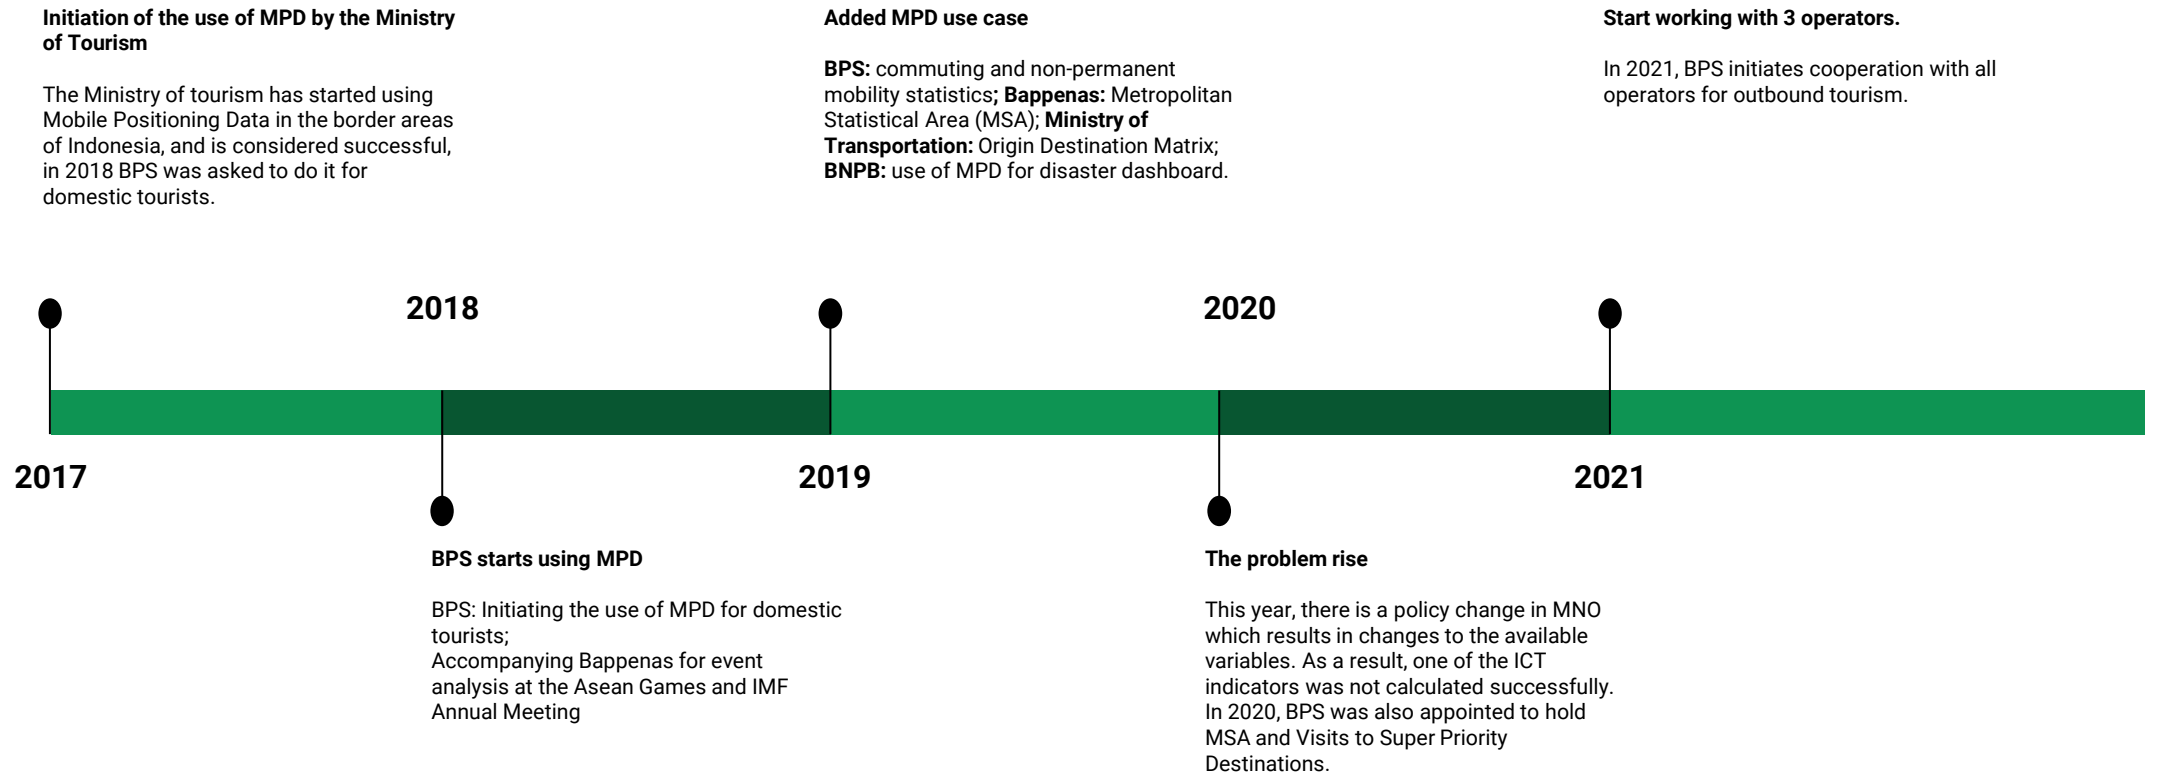 Initiation of the use of MPD by the Ministry
of Tourism
The Ministry of tourism has started using
Mobile Positioning Data in the border areas
of Indonesia, and is considered successful,
in 2018 BPS was asked to do it for
domestic tourists.
Added MPD use case
BPS: commuting and non-permanent
mobility statistics; Bappenas: Metropolitan
Statistical Area (MSA); Ministry of
Transportation: Origin Destination Matrix;
BNPB: use of MPD for disaster dashboard.
Start working with 3 operators.
In 2021, BPS initiates cooperation with all
operators for outbound tourism.
2018
2020
2017
2019
2021
BPS starts using MPD
BPS: Initiating the use of MPD for domestic
tourists;
Accompanying Bappenas for event
analysis at the Asean Games and IMF
Annual Meeting
The problem rise
This year, there is a policy change in MNO
which results in changes to the available
variables. As a result, one of the ICT
indicators was not calculated successfully.
In 2020, BPS was also appointed to hold
MSA and Visits to Super Priority
Destinations.